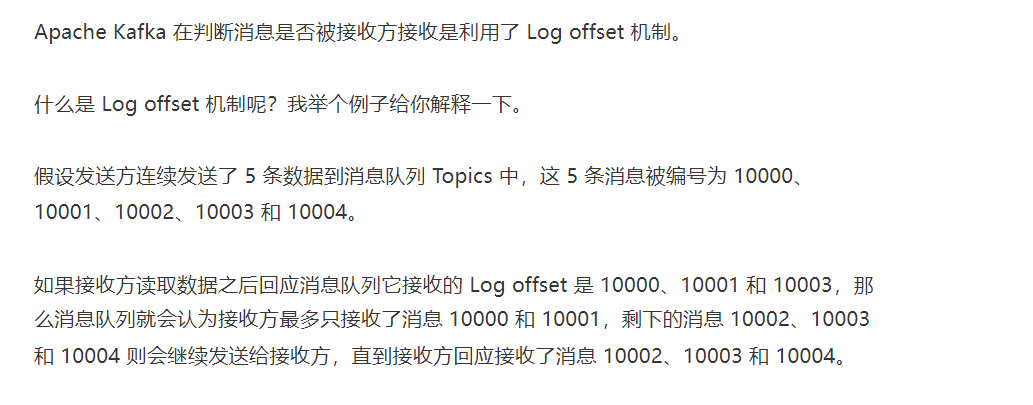 Apache Kafka 在判断消息是否被接收方接收是利用了 Log offset 机制。
什么是 Log offset 机制呢？我举个例子给你解释一下。
假设发送方连续发送了 5 条数据到消息队列 Topics 中，这 5 条消息被编号为 10000、
10001、10002、10003 和 10004。
如果接收方读取数据之后回应消息队列它接收的 Log offset 是 10000、10001 和 10003，那
么消息队列就会认为接收方最多只接收了消息 10000 和 10001，剩下的消息 10002、10003
和 10004 则会继续发送给接收方，直到接收方回应接收了消息 10002、10003 和 10004。